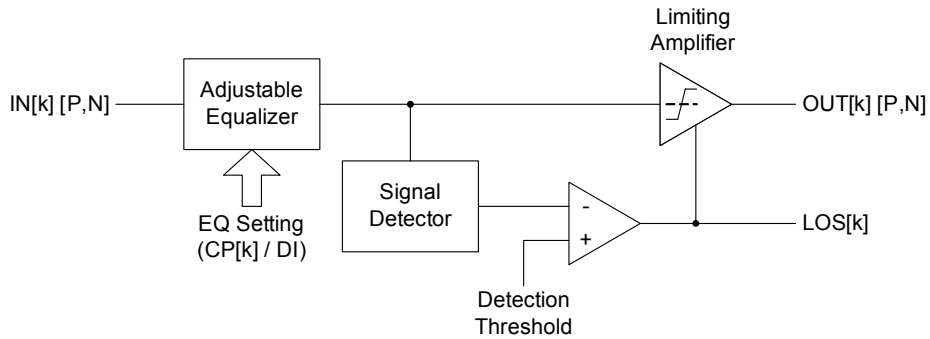 Limiting
Amplifier
IN[k] [P,N]
Adjustable
Equalizer
OUT[k] [P,N]
EQ Setting
(CP[k] / DI)
Signal
Detector
-
+
LOS[k]
Detection
Threshold